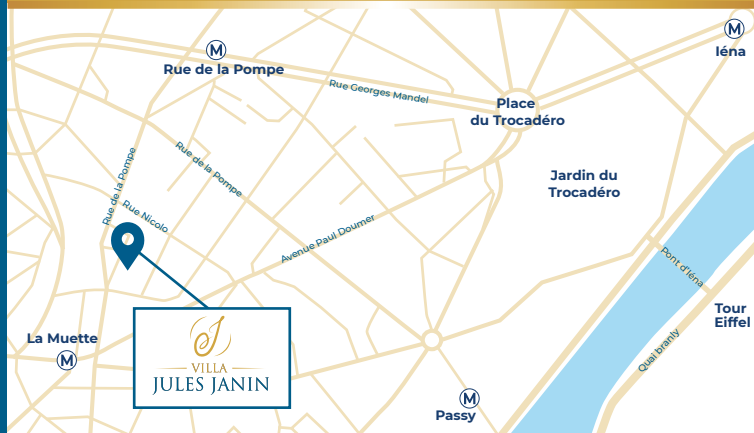 M
Iéna
M
Rue de la Pompe
Rue Georges Mandel
Place
du Trocadéro
Rue de la Pompe
Rue de la Pompe
Jardin du
Trocadéro
Rue Nicolo
Avenue Paul Doumer
Pont d'Iéna
Tour
Eiffel
La Muette
M
VILLA
JULES JANIN
Quai branly
M
Passy